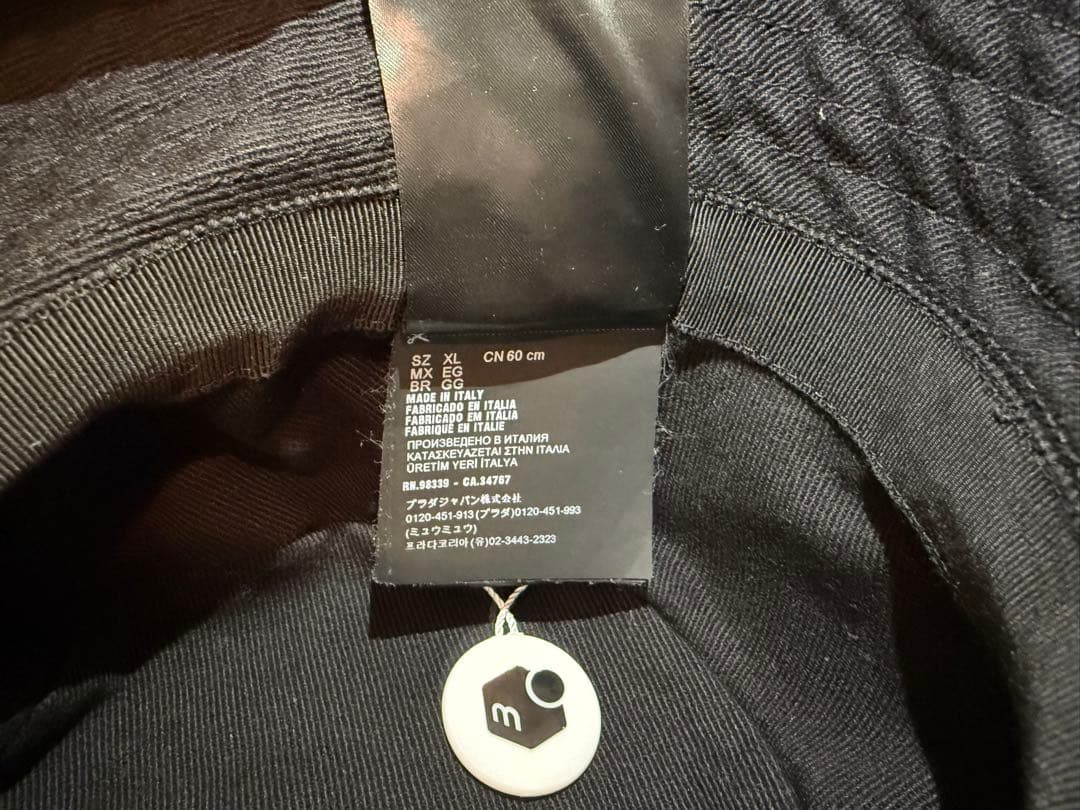 SZ XL CN 60 cm
MX EG
BR GG
MADE IN ITALY
FABRICADO EN ITALIA
FABRICADO EM ITÁLIA
FABRIQUÉ EN ITALIE
ПРОИЗВЕДЕНО В ИТАЛИЯ
ΚΑΤΑΣΚΕΥΑΖΕΤΑΙ ΣΤΗΝ ΙΤΑΛΙΑ
ÜRETİM YERİ İTALYA
RN.98339 - CA.34767
プラダジャパン株式会社
0120-451-913(プラダ)0120-451-993
(ミュウミュウ)
프라다코리아(유)02-3443-2323
m